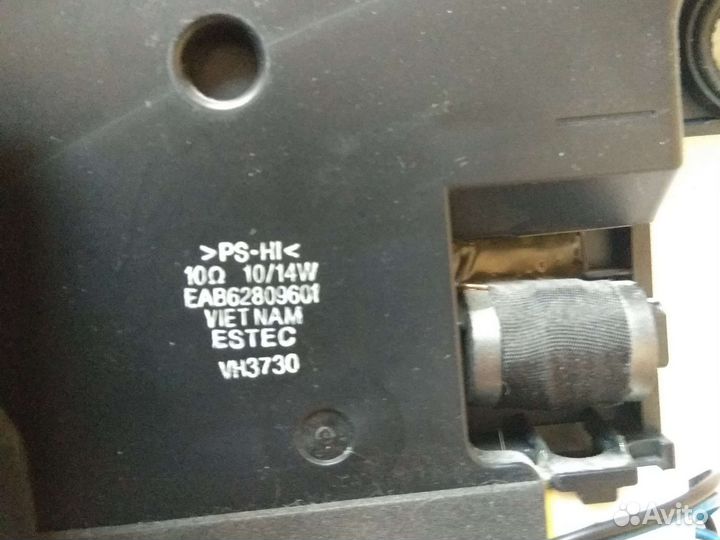 >PS-HI<
10Ω 10/14W
EAB62809601
VIETNAM
ESTEC
VH3730
Avito